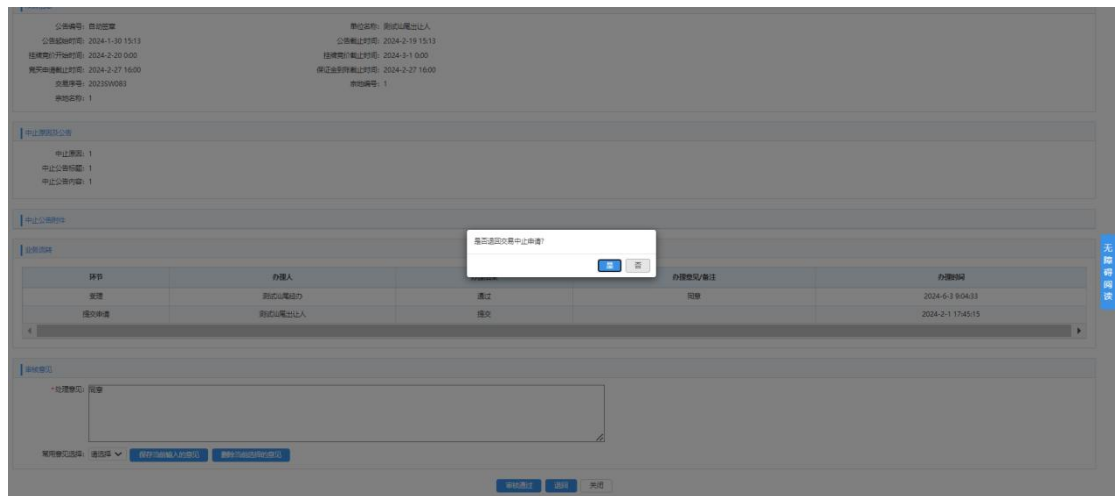 公告编号：自动签章 单位名称：测试汕尾出让人
公告起始时间：2024-1-30 15:13 公告截止时间：2024-2-19 15:13
挂牌竞价开始时间：2024-2-20 0:00 挂牌竞价截止时间：2024-3-1 0:00
竞买申请截止时间：2024-2-27 16:00 保证金到账截止时间：2024-2-27 16:00
交易序号：2023SW083 宗地编号：1
宗地名称：1
中止原因及公告
中止原因：1
中止公告标题：1
中止公告内容：1
中止公告附件
是否退回交易中止申请?
是 否
业务流转
环节 办理人 办理意见/备注 办理时间
受理 测试汕尾经办 通过 同意 2024-6-3 9:04:33
提交申请 测试汕尾出让人 提交 2024-2-1 17:45:15
审核意见
*处理意见：同意
常用意见选择：请选择 保存当前输入的意见 删除当前选择的意见
审核通过 退回 关闭
无障碍阅读